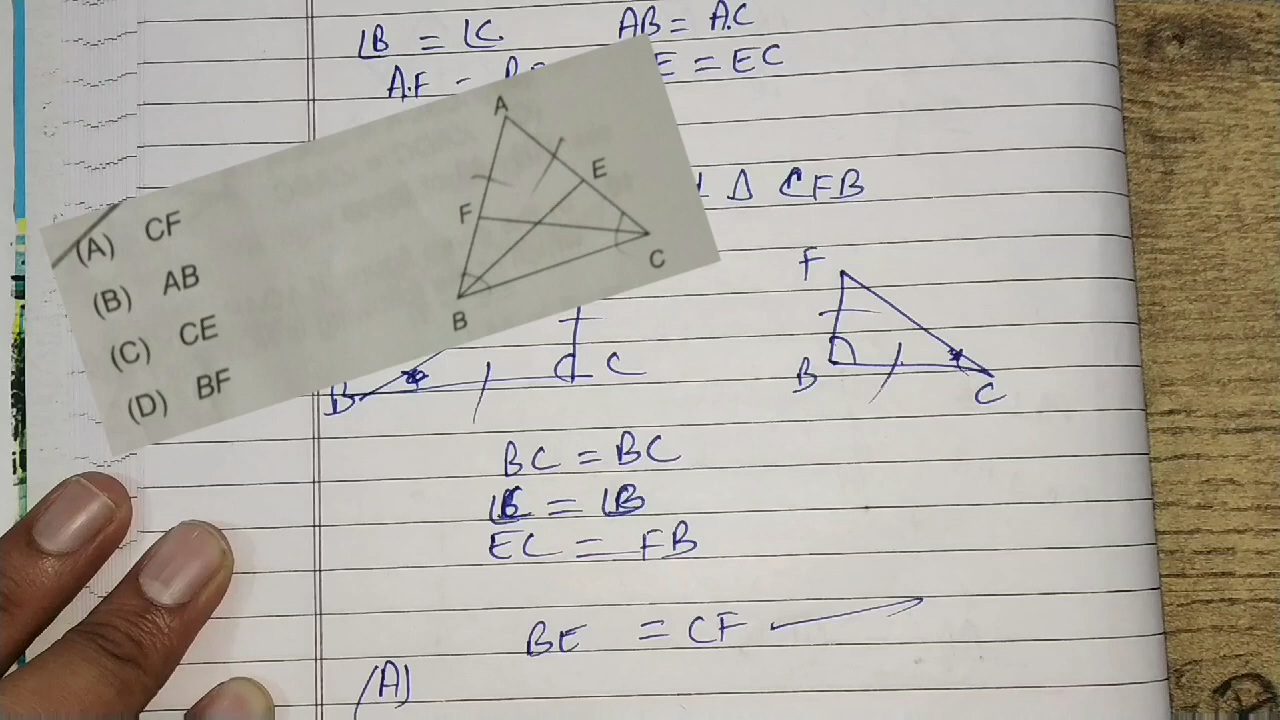 ∠B = ∠C. AB = AC
A.F = E = EC
Δ CFB
A
E
F
C
B
(A) CF
(B) AB
(C) CE
(D) BF
F
B C
B C
BC = BC
∠C = ∠B
EC = FB
BE = CF
(A)